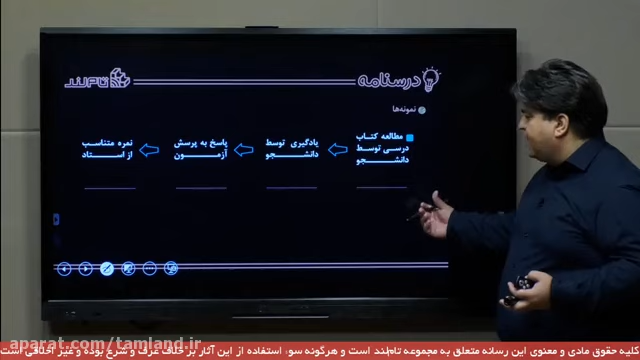 درسنامه
تام‌لند
نمونه‌ها
مطالعه کتاب
درسی توسط
دانشجو
یادگیری توسط
دانشجو
پاسخ به پرسش
آزمون
نمره متناسب
از استاد
aparat.com/tamland.ir
کلیه حقوق مادی و معنوی این رسانه متعلق به مجموعه تام‌لند است و هرگونه سوء استفاده از این آثار بر خلاف عرف و شرع بوده و غیر اخلاقی است